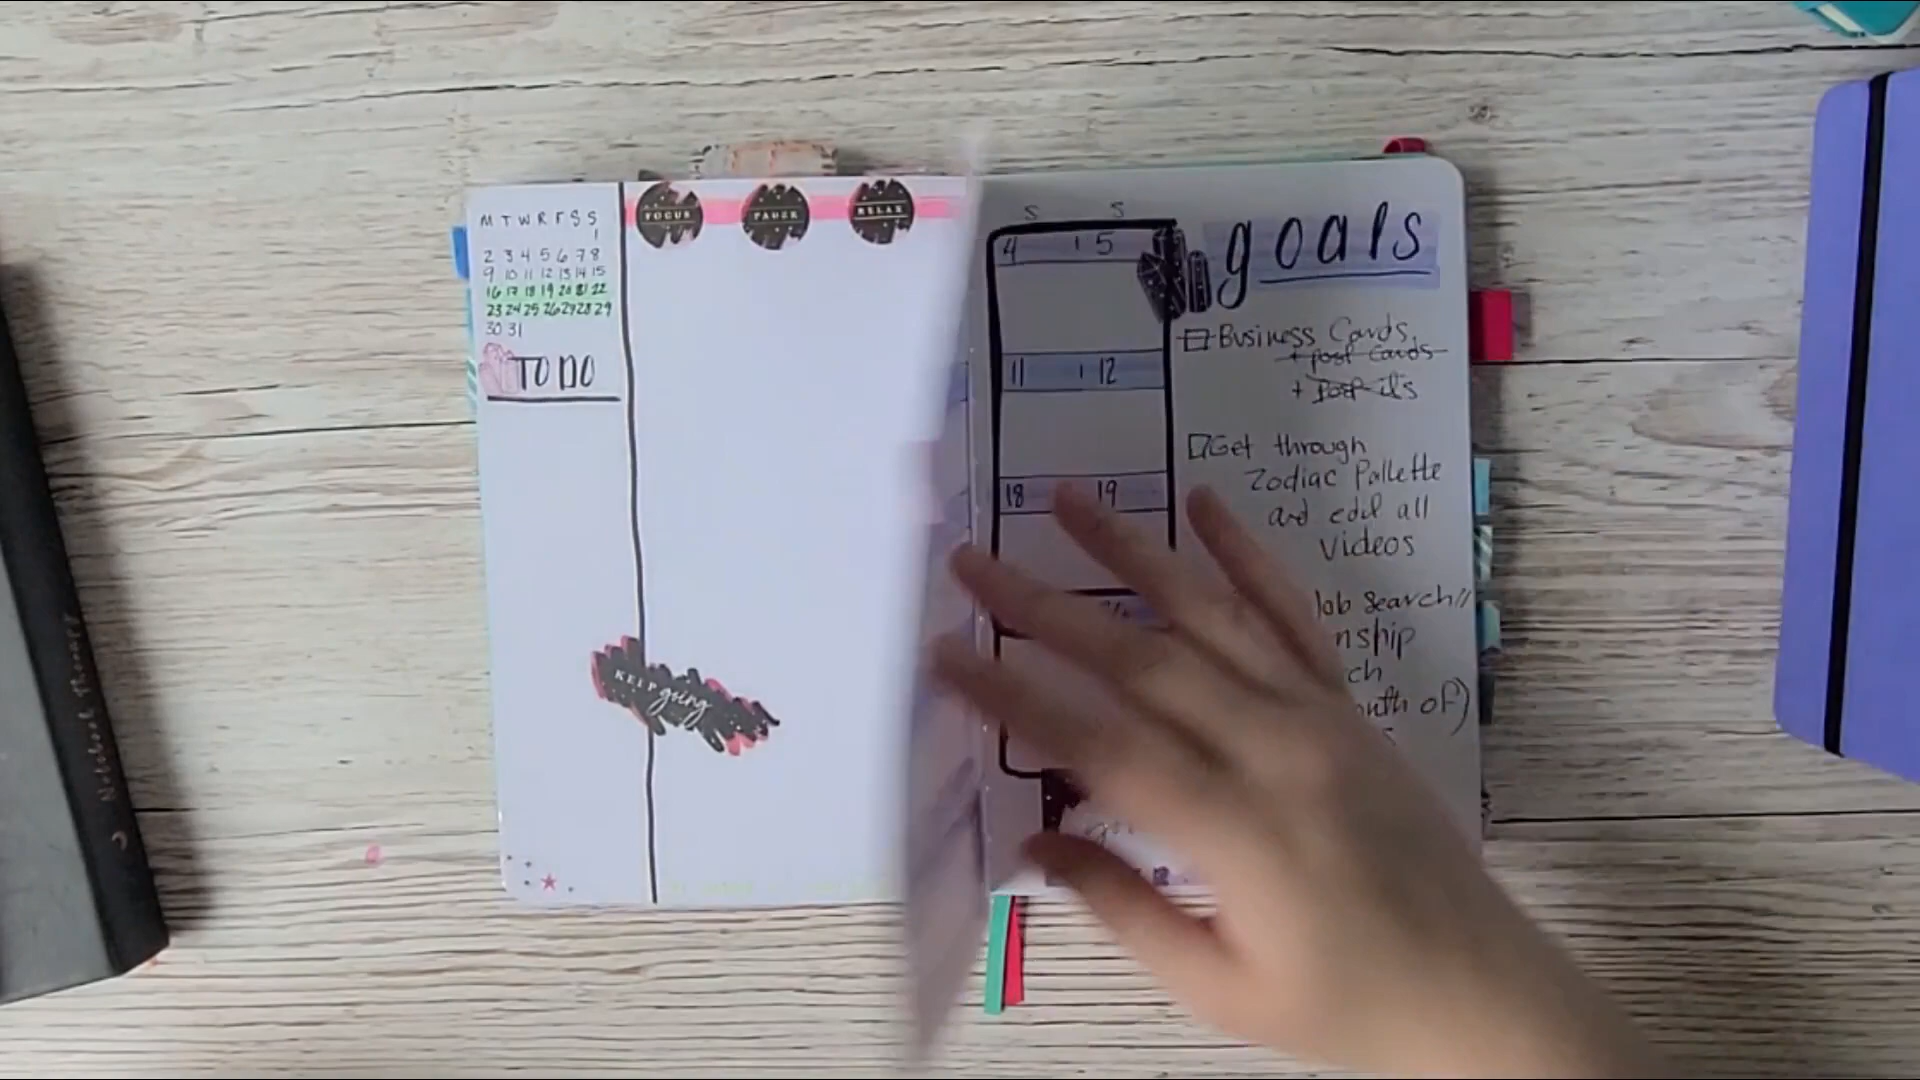 M T W R F S S
1
2 3 4 5 6 7 8
9 10 11 12 13 14 15
16 17 18 19 20 21 22
23 24 25 26 27 28 29
30 31
TO DO
FOCUS
PAUSE
RELAX
KEEP going
S S
4 5
11 12
18 19
goals
Business Cards,
+ post cards
+ Post-its
Get through
Zodiac Pallette
and edit all
Videos
Job Search//
nship
ch
onth of)
s
Notebook Therapy